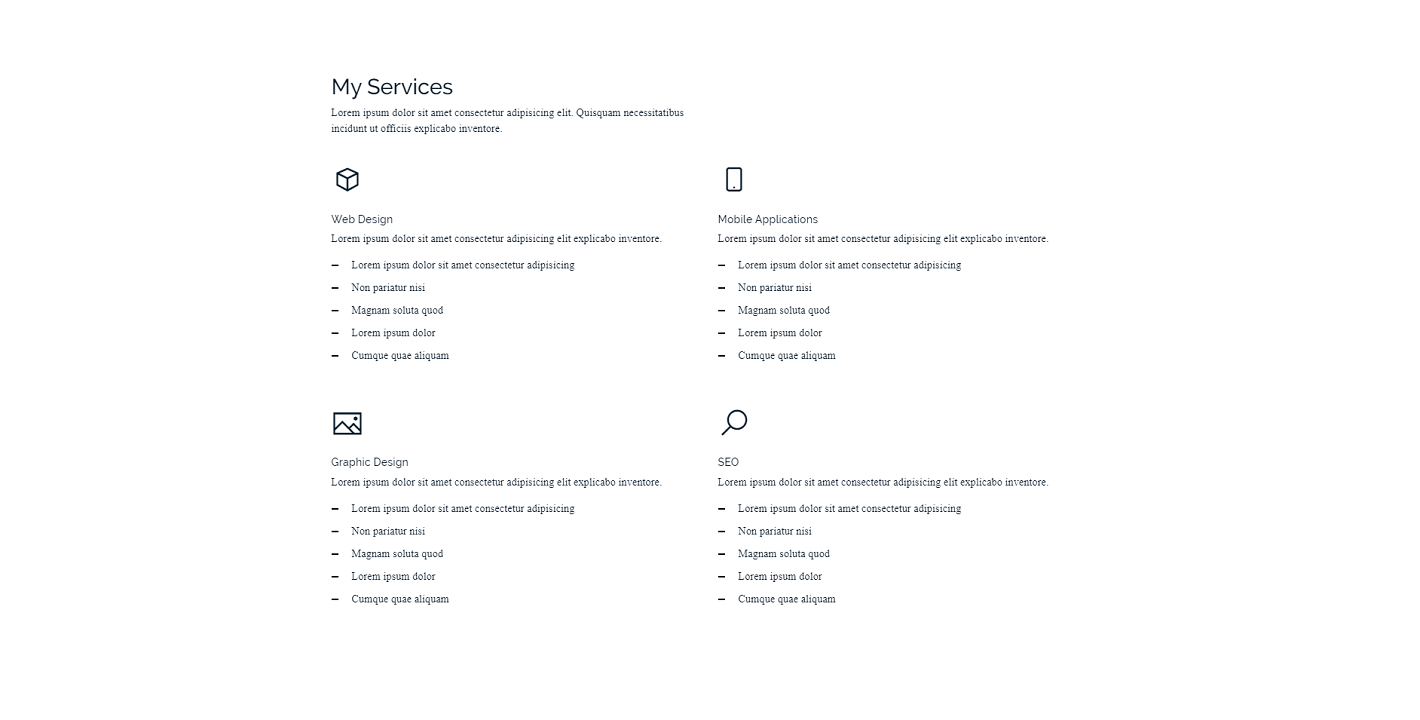 My Services
Lorem ipsum dolor sit amet consectetur adipisicing elit. Quisquam necessitatibus
incidunt ut officiis explicabo inventore.
Web Design
Lorem ipsum dolor sit amet consectetur adipisicing elit explicabo inventore.
– Lorem ipsum dolor sit amet consectetur adipisicing
– Non pariatur nisi
– Magnam soluta quod
– Lorem ipsum dolor
– Cumque quae aliquam
Mobile Applications
Lorem ipsum dolor sit amet consectetur adipisicing elit explicabo inventore.
– Lorem ipsum dolor sit amet consectetur adipisicing
– Non pariatur nisi
– Magnam soluta quod
– Lorem ipsum dolor
– Cumque quae aliquam
Graphic Design
Lorem ipsum dolor sit amet consectetur adipisicing elit explicabo inventore.
– Lorem ipsum dolor sit amet consectetur adipisicing
– Non pariatur nisi
– Magnam soluta quod
– Lorem ipsum dolor
– Cumque quae aliquam
SEO
Lorem ipsum dolor sit amet consectetur adipisicing elit explicabo inventore.
– Lorem ipsum dolor sit amet consectetur adipisicing
– Non pariatur nisi
– Magnam soluta quod
– Lorem ipsum dolor
– Cumque quae aliquam